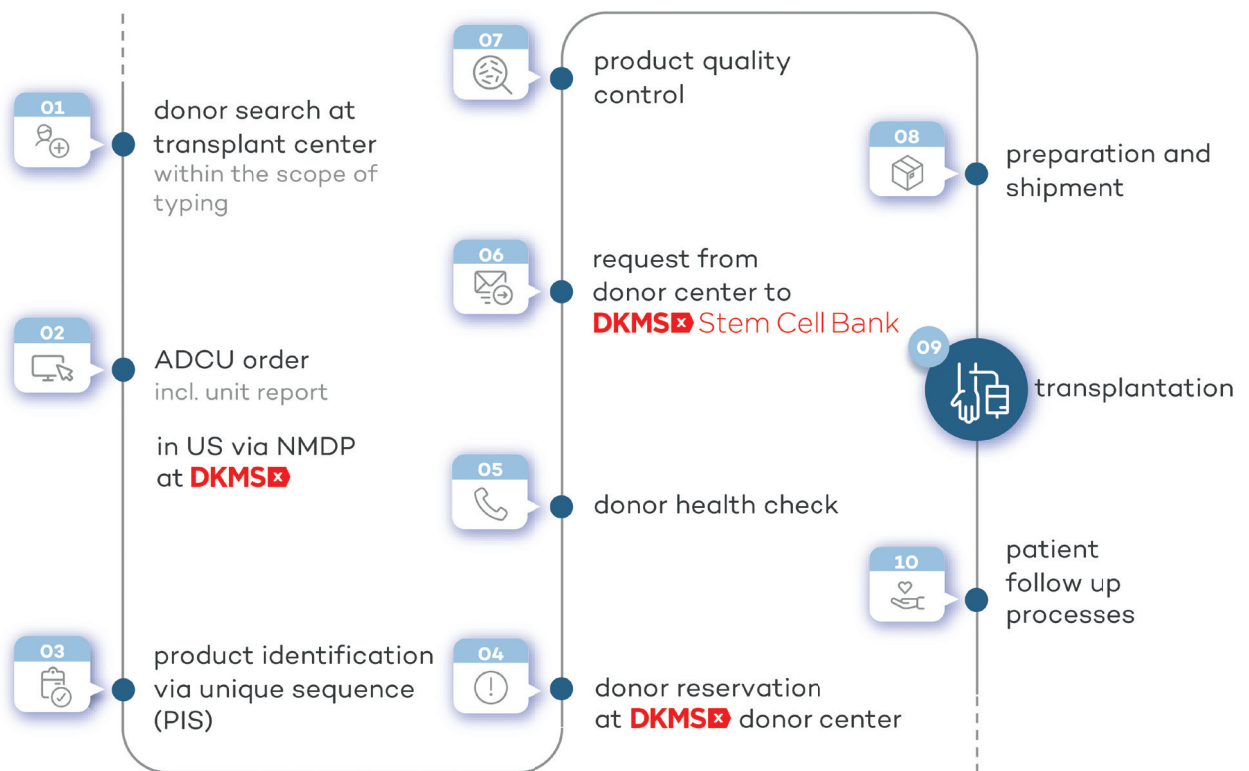 01
donor search at
transplant center
within the scope of
typing
02
ADCU order
incl. unit report
in US via NMDP
at DKMS
03
product identification
via unique sequence
(PIS)
04
donor reservation
at DKMS donor center
05
donor health check
06
request from
donor center to
DKMS Stem Cell Bank
07
product quality
control
08
preparation and
shipment
09
transplantation
10
patient
follow up
processes